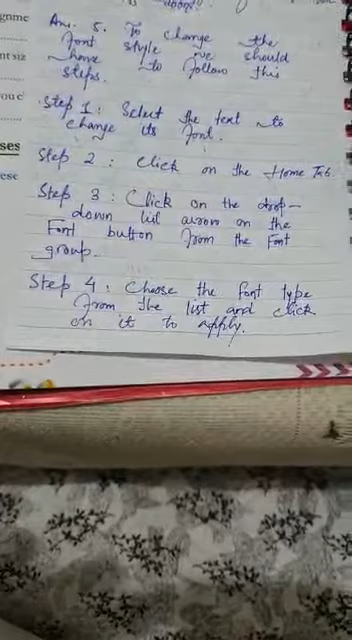 Ans. 5. To change the
font style we should
have to follow this
steps.
Step 1: Select the text to
change its font.
Step 2: Click on the Home Tab.
Step 3: Click on the drop-
down list arrow on the
Font button from the Font
group.
Step 4: Choose the font type
from the list and click
on it to apply.